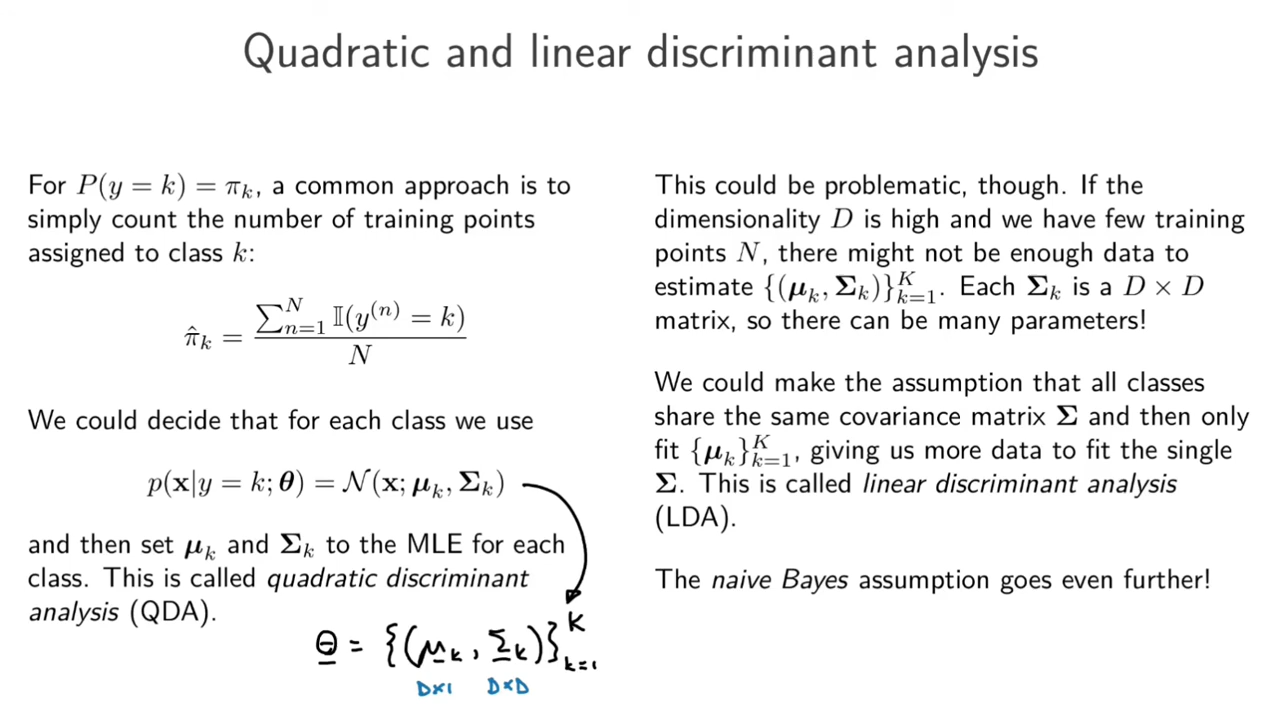 Quadratic and linear discriminant analysis
For P(y = k) = π_k, a common approach is to
simply count the number of training points
assigned to class k:
π̂_k = ∑_{n=1}^{N} 𝕀(y^{(n)} = k) / N
We could decide that for each class we use
p(𝐱|y = k; 𝜽) = 𝒩(𝐱; 𝝁_k, 𝚺_k)
and then set 𝝁_k and 𝚺_k to the MLE for each
class. This is called quadratic discriminant
analysis (QDA).
θ = {(μ_k, Σ_k)}_{k=1}^{K}
D×1 D×D
This could be problematic, though. If the
dimensionality D is high and we have few training
points N, there might not be enough data to
estimate {(𝝁_k, 𝚺_k)}_{k=1}^{K}. Each 𝚺_k is a D × D
matrix, so there can be many parameters!
We could make the assumption that all classes
share the same covariance matrix 𝚺 and then only
fit {𝝁_k}_{k=1}^{K}, giving us more data to fit the single
𝚺. This is called linear discriminant analysis
(LDA).
The naive Bayes assumption goes even further!